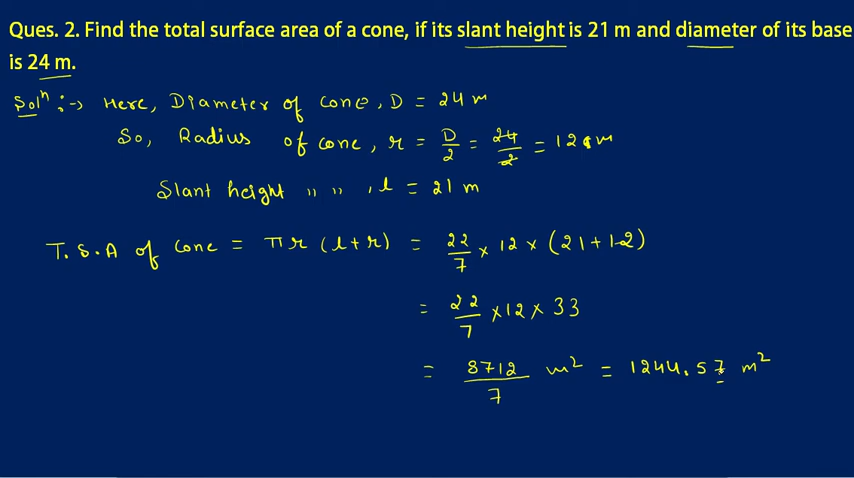 Ques. 2. Find the total surface area of a cone, if its slant height is 21 m and diameter of its base
is 24 m.
Solⁿ :→ Here, Diameter of cone, D = 24 m
So, Radius of cone, r = D/2 = 24/2 = 12 m
Slant height " " , l = 21 m
T.S.A of cone = πr (l+r) = 22/7 × 12 × (21+12)
= 22/7 × 12 × 33
= 8712/7 m² = 1244.57 m²